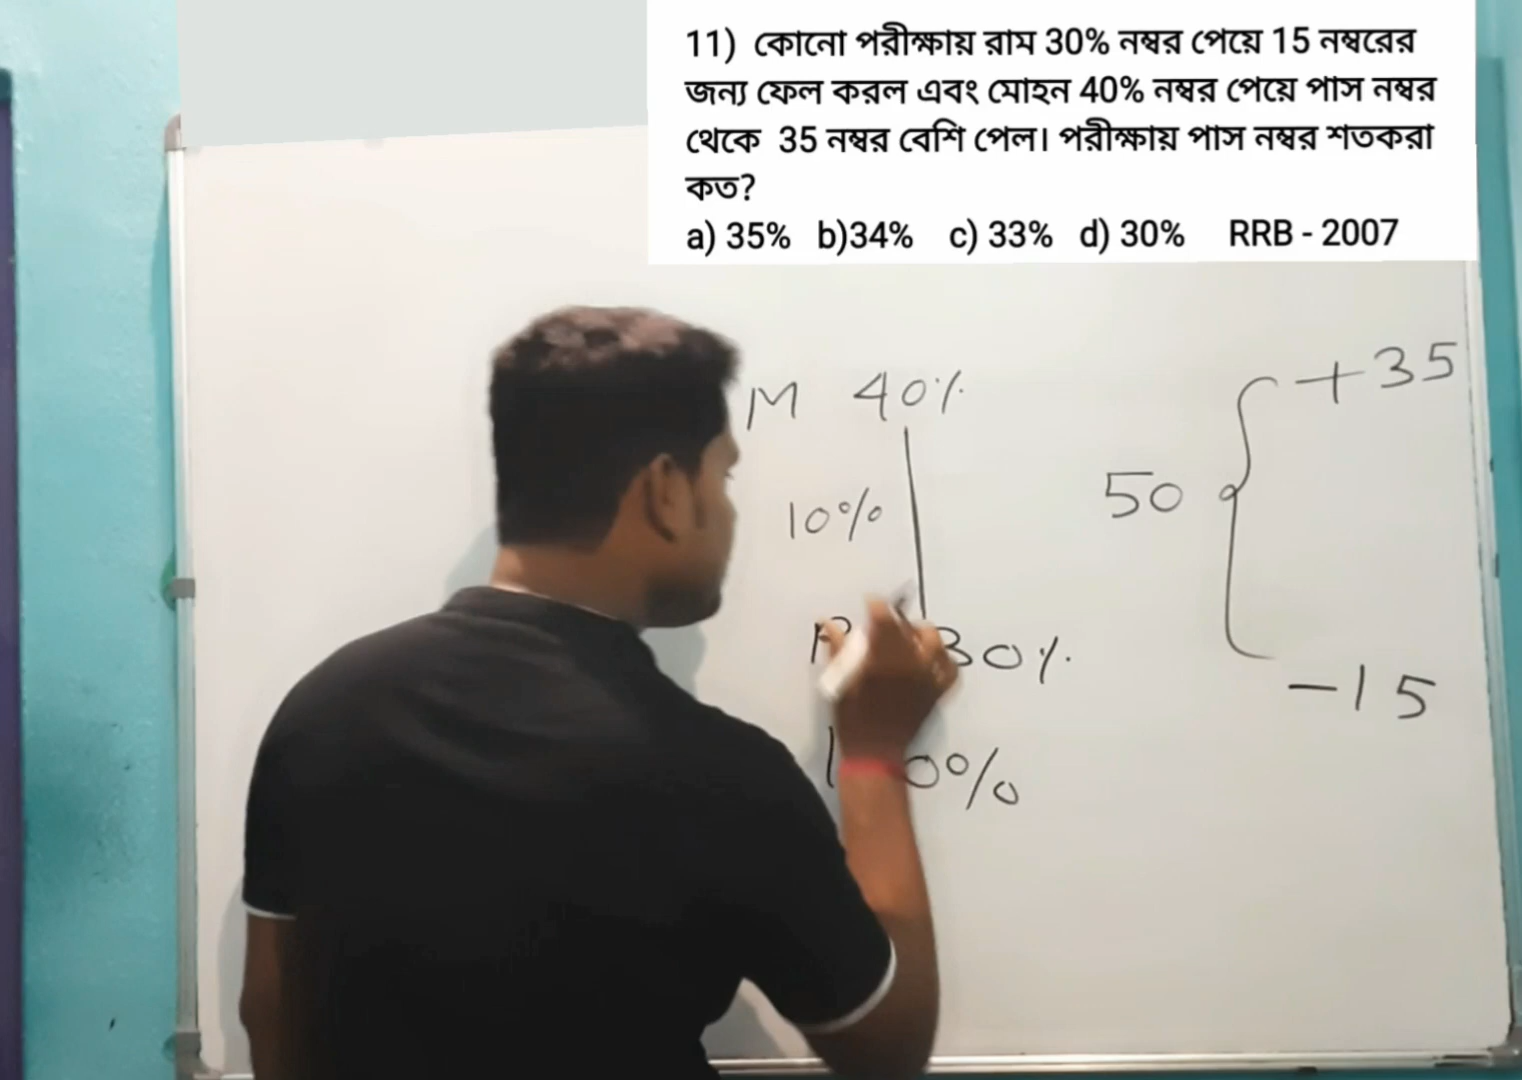 11) কোনো পরীক্ষায় রাম 30% নম্বর পেয়ে 15 নম্বরের
জন্য ফেল করল এবং মোহন 40% নম্বর পেয়ে পাস নম্বর
থেকে 35 নম্বর বেশি পেল। পরীক্ষায় পাস নম্বর শতকরা
কত?
a) 35% b)34% c) 33% d) 30% RRB - 2007
M 40% +35
10% 50
30% -15